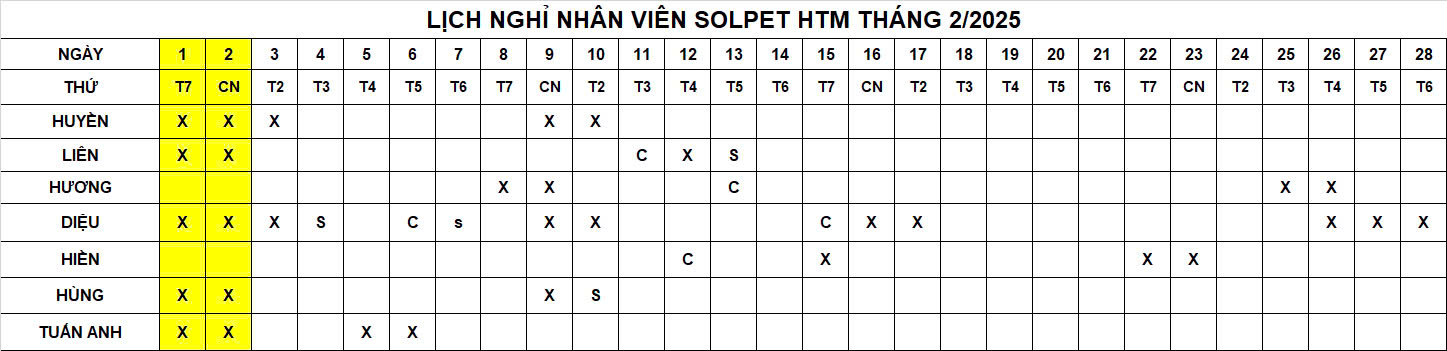 LỊCH NGHỈ NHÂN VIÊN SOLPET HTM THÁNG 2/2025
NGÀY 1 2 3 4 5 6 7 8 9 10 11 12 13 14 15 16 17 18 19 20 21 22 23 24 25 26 27 28
THỨ T7 CN T2 T3 T4 T5 T6 T7 CN T2 T3 T4 T5 T6 T7 CN T2 T3 T4 T5 T6 T7 CN T2 T3 T4 T5 T6
HUYỀN X X X X X
LIÊN X X C X S
HƯƠNG X X C X X
DIỆU X X X S C s X X C X X X X X
HIỀN C X X X
HÙNG X X X S
TUẤN ANH X X X X